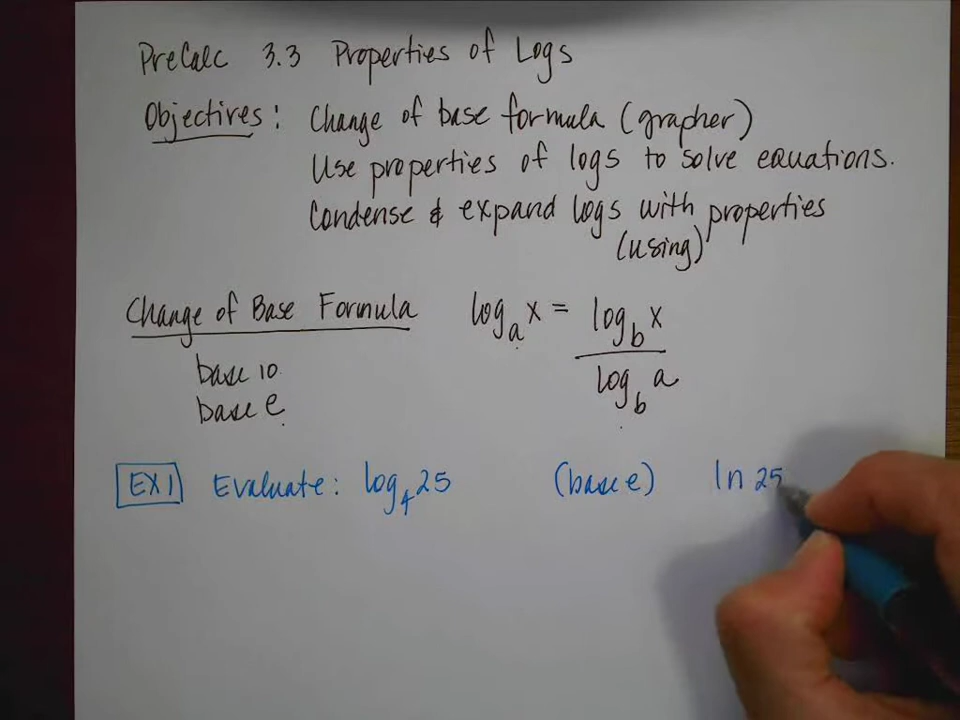 PreCalc 3.3 Properties of Logs
Objectives: Change of base formula (grapher)
Use properties of logs to solve equations.
Condense & expand logs with properties
(using)
Change of Base Formula log_a x = log_b x / log_b a
base 10
base e
EX1 Evaluate: log_4 25 (base e) ln 25